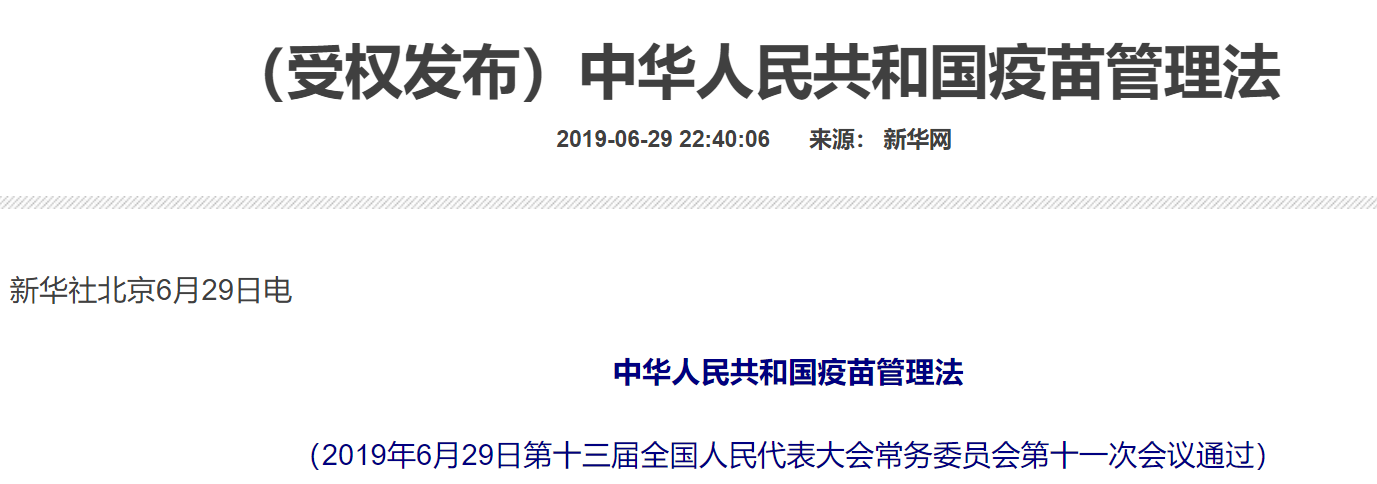 （受权发布）中华人民共和国疫苗管理法
2019-06-29 22:40:06 来源： 新华网
新华社北京6月29日电
中华人民共和国疫苗管理法
（2019年6月29日第十三届全国人民代表大会常务委员会第十一次会议通过）